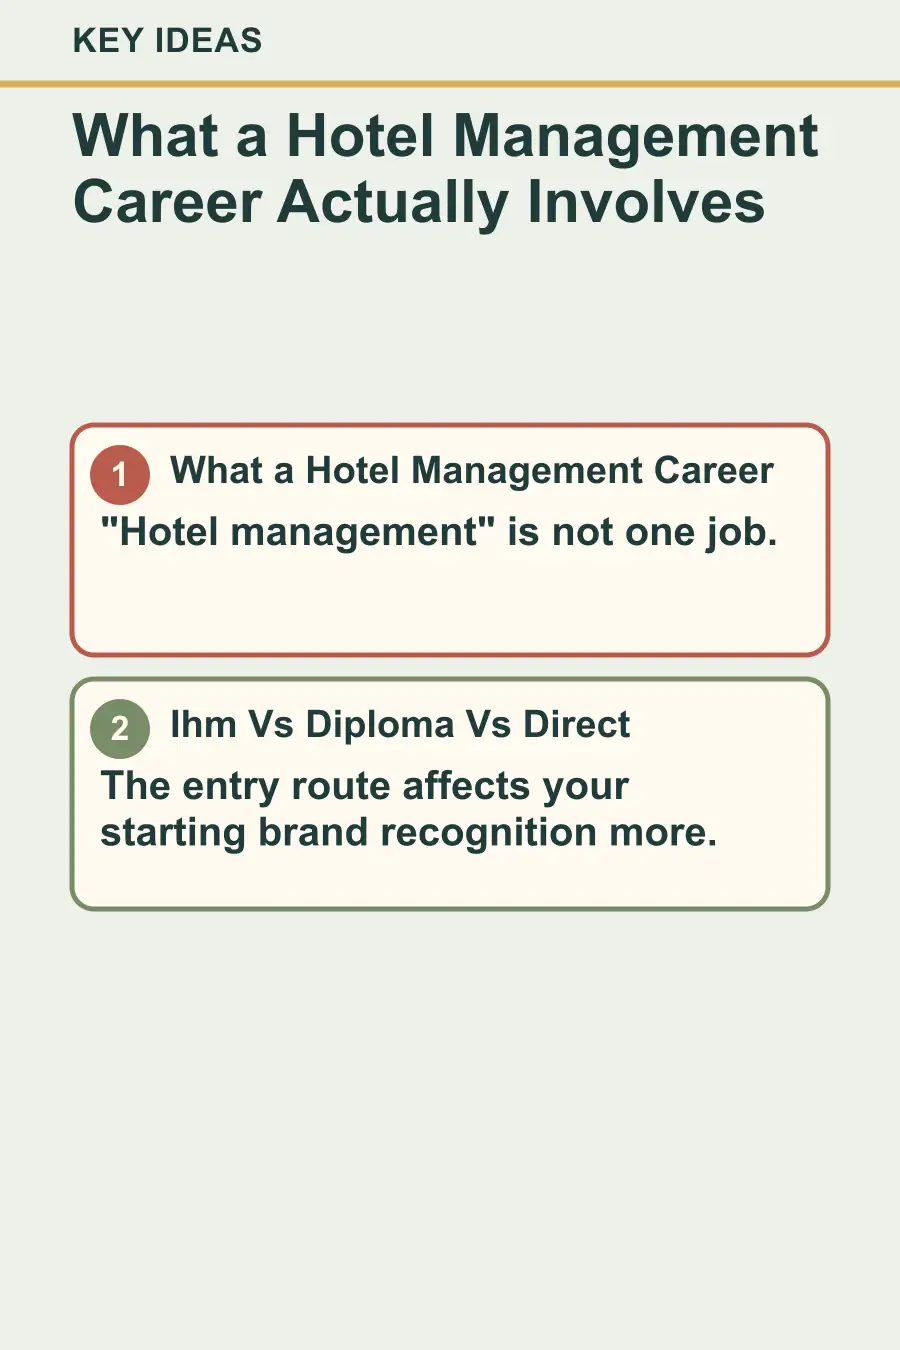 KEY IDEAS
What a Hotel Management
Career Actually Involves
1 What a Hotel Management Career
"Hotel management" is not one job.
2 Ihm Vs Diploma Vs Direct
The entry route affects your
starting brand recognition more.